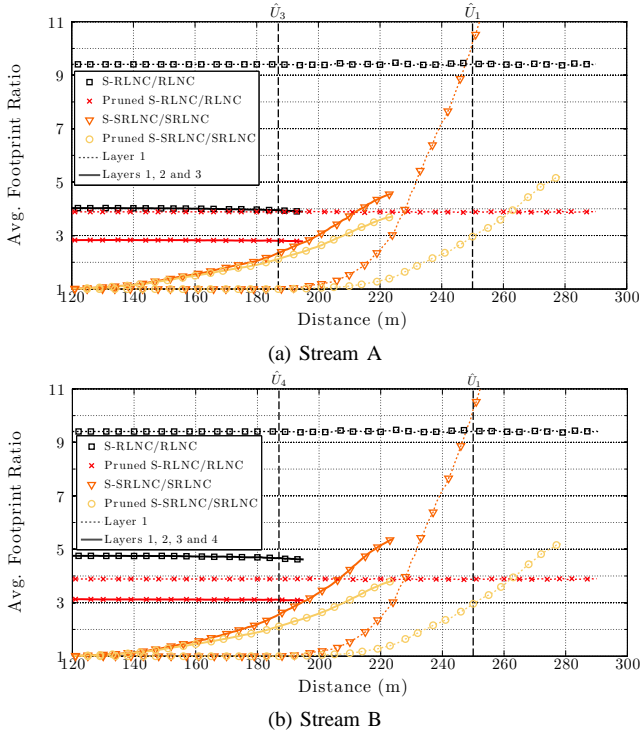 Û₃
Û₁
11
9
7
5
3
1
Avg. Footprint Ratio
S-RLNC/RLNC
Pruned S-RLNC/RLNC
S-SRLNC/SRLNC
Pruned S-SRLNC/SRLNC
Layer 1
Layers 1, 2 and 3
120
140
160
180
200
220
240
260
280
300
Distance (m)
(a) Stream A
Û₄
Û₁
11
9
7
5
3
1
Avg. Footprint Ratio
S-RLNC/RLNC
Pruned S-RLNC/RLNC
S-SRLNC/SRLNC
Pruned S-SRLNC/SRLNC
Layer 1
Layers 1, 2, 3 and 4
120
140
160
180
200
220
240
260
280
300
Distance (m)
(b) Stream B